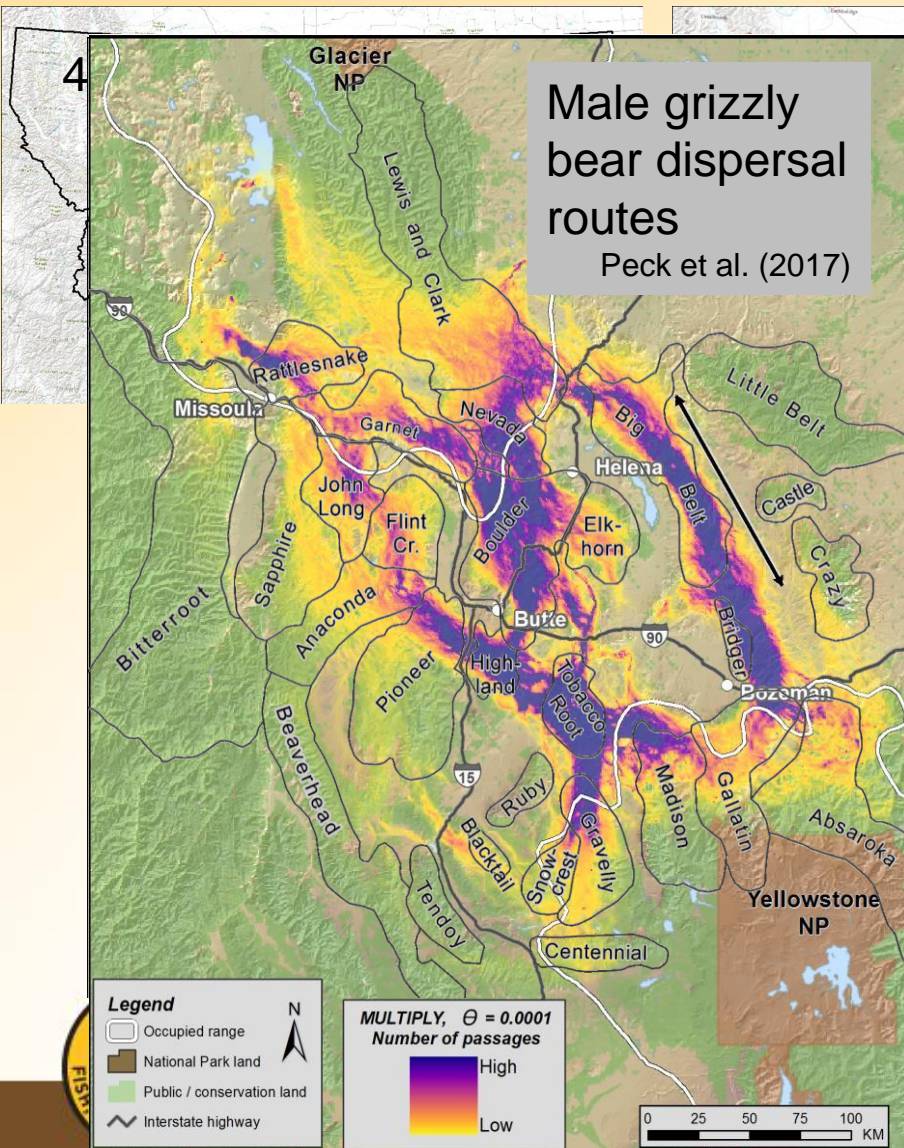 4
Glacier
NP
Male grizzly
bear dispersal
routes
Peck et al. (2017)
Lewis and Clark
90
Rattlesnake
Missoula
Little Belt
Nevada
Big
Garnet
Helena
Castle
John
Long
Belt
Flint
Cr.
Boulder
Elk-
horn
Crazy
Sapphire
Bitterroot
Anaconda
Butte
90
Bridger
High-
land
Pioneer
Tobacco
Root
Bozeman
Beaverhead
15
Ruby
Madison
Gallatin
Absaroka
Blacktail
Snow-
crest
Gravelly
Yellowstone
NP
Tendoy
Centennial
Legend
N
Occupied range
National Park land
Public / conservation land
Interstate highway
MULTIPLY, Θ = 0.0001
Number of passages
High
Low
0 25 50 75 100
KM
FISH